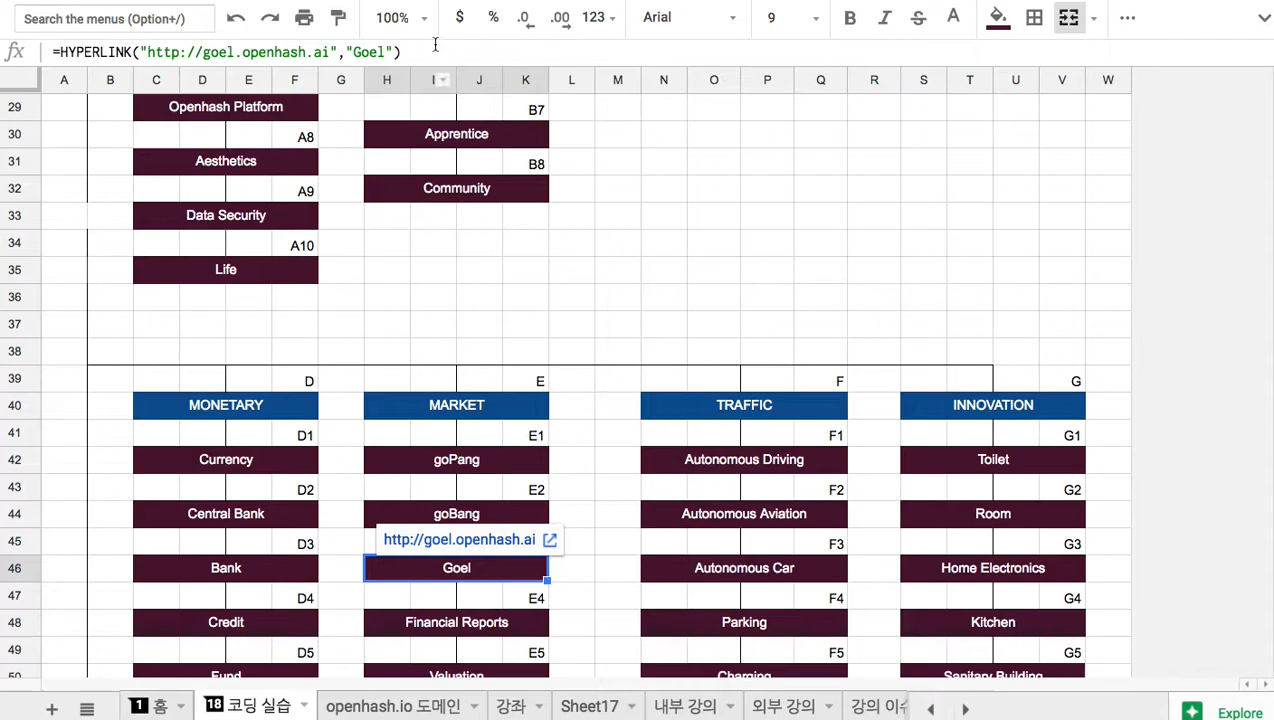 Search the menus (Option+/) 100% $ % .0 .00 123 Arial 9 B I S A
fx =HYPERLINK("http://goel.openhash.ai","Goel")
A B C D E F G H I J K L M N O P Q R S T U V W
29 Openhash Platform B7
30 A8 Apprentice
31 Aesthetics B8
32 A9 Community
33 Data Security
34 A10
35 Life
36
37
38
39 D E F G
40 MONETARY MARKET TRAFFIC INNOVATION
41 D1 E1 F1 G1
42 Currency goPang Autonomous Driving Toilet
43 D2 E2 F2 G2
44 Central Bank goBang Autonomous Aviation Room
45 D3 http://goel.openhash.ai F3 G3
46 Bank Goel Autonomous Car Home Electronics
47 D4 E4 F4 G4
48 Credit Financial Reports Parking Kitchen
49 D5 E5 F5 G5
50 Fund Valuation Charging Sanitary Building
1 홈 18 코딩 실습 openhash.io 도메인 강좌 Sheet17 내부 강의 외부 강의 강의 이슈
Explore